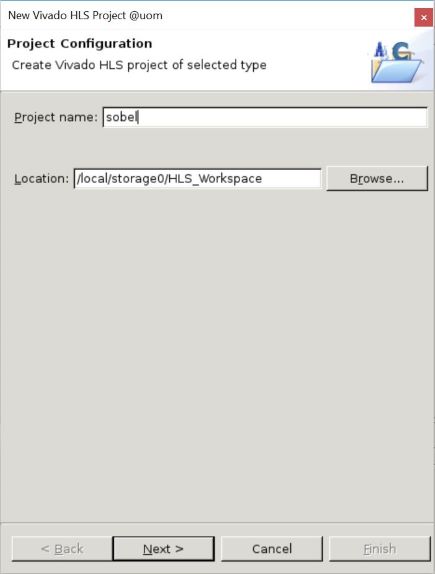 New Vivado HLS Project @uom
Project Configuration
Create Vivado HLS project of selected type
Project name: sobel
Location: /local/storage0/HLS_Workspace Browse...
< Back Next > Cancel Finish